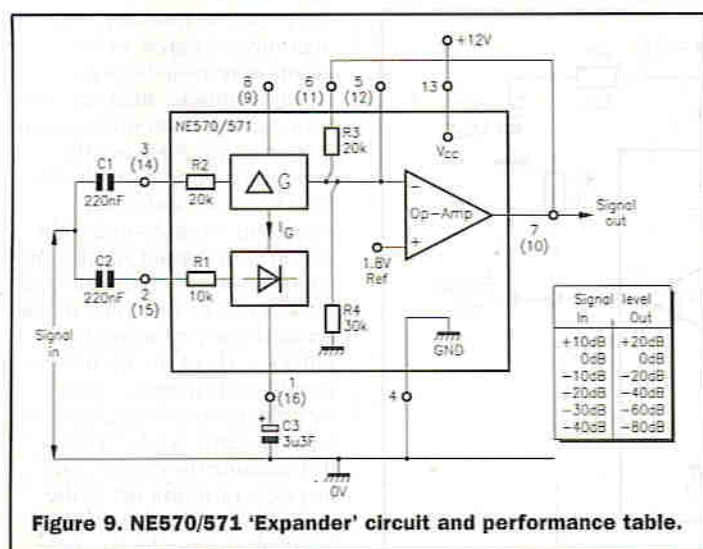 +12V
8
(9)
6
(11)
5
(12)
13
NE570/571
R3
20k
Vcc
3
(14)
C1
220nF
R2
20k
△ G
−
Op-Amp
+
Signal
out
7
(10)
IG
1.8V
Ref
C2
220nF
2
(15)
R1
10k
R4
30k
GND
Signal
in
1
(16)
4
+
C3
3u3F
0V
Signal level
In Out
+10dB +20dB
0dB 0dB
−10dB −20dB
−20dB −40dB
−30dB −60dB
−40dB −80dB
Figure 9. NE570/571 'Expander' circuit and performance table.